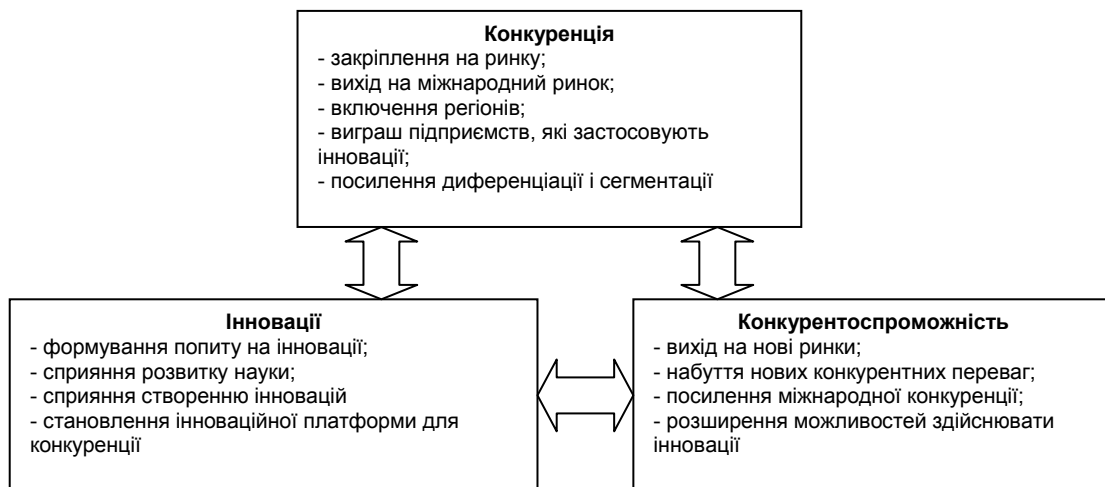 Конкуренція
- закріплення на ринку;
- вихід на міжнародний ринок;
- включення регіонів;
- виграш підприємств, які застосовують
інновації;
- посилення диференціації і сегментації
Інновації
- формування попиту на інновації;
- сприяння розвитку науки;
- сприяння створенню інновацій
- становлення інноваційної платформи для
конкуренції
Конкурентоспроможність
- вихід на нові ринки;
- набуття нових конкурентних переваг;
- посилення міжнародної конкуренції;
- розширення можливостей здійснювати
інновації